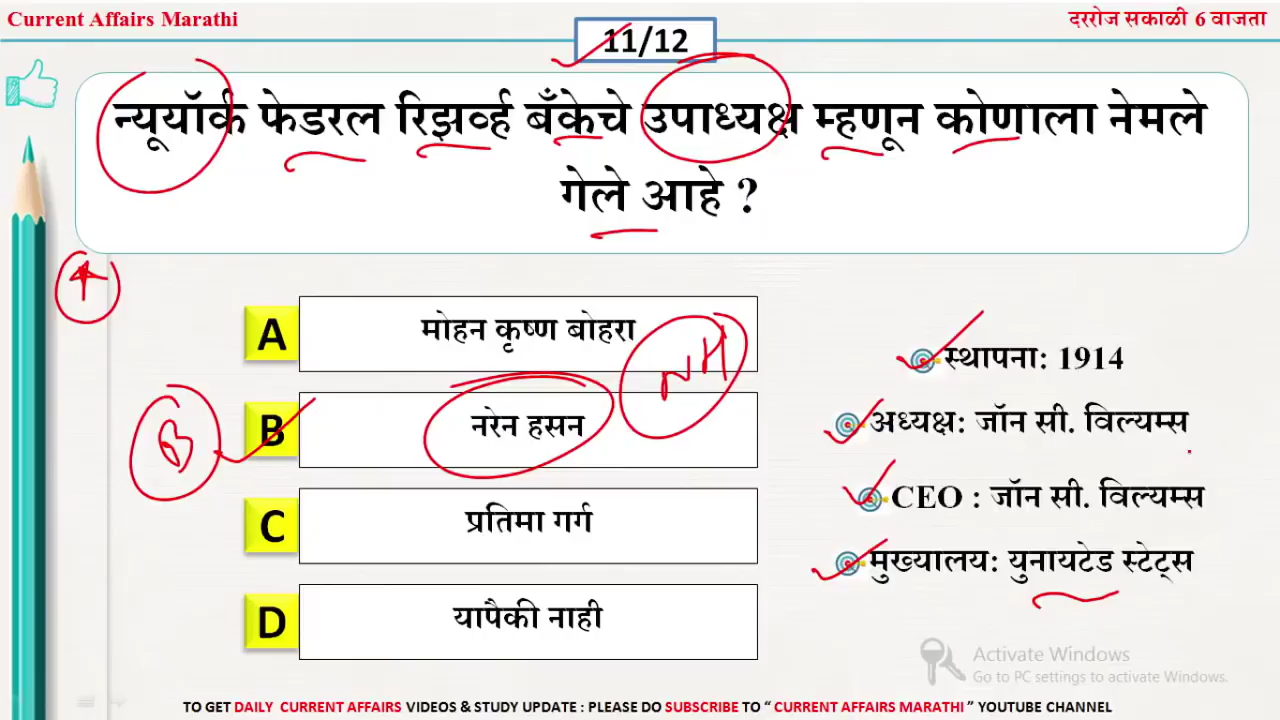 Current Affairs Marathi
दररोज सकाळी 6 वाजता
11/12
न्यूयॉर्क फेडरल रिझर्व्ह बँकेचे उपाध्यक्ष म्हणून कोणाला नेमले
गेले आहे ?
A
मोहन कृष्ण बोहरा
NH
B
B
नरेन हसन
C
प्रतिमा गर्ग
D
यापैकी नाही
स्थापना: 1914
अध्यक्ष: जॉन सी. विल्यम्स
CEO : जॉन सी. विल्यम्स
मुख्यालय: युनायटेड स्टेट्स
Activate Windows
Go to PC settings to activate Windows.
TO GET DAILY CURRENT AFFAIRS VIDEOS & STUDY UPDATE : PLEASE DO SUBSCRIBE TO “ CURRENT AFFAIRS MARATHI ” YOUTUBE CHANNEL